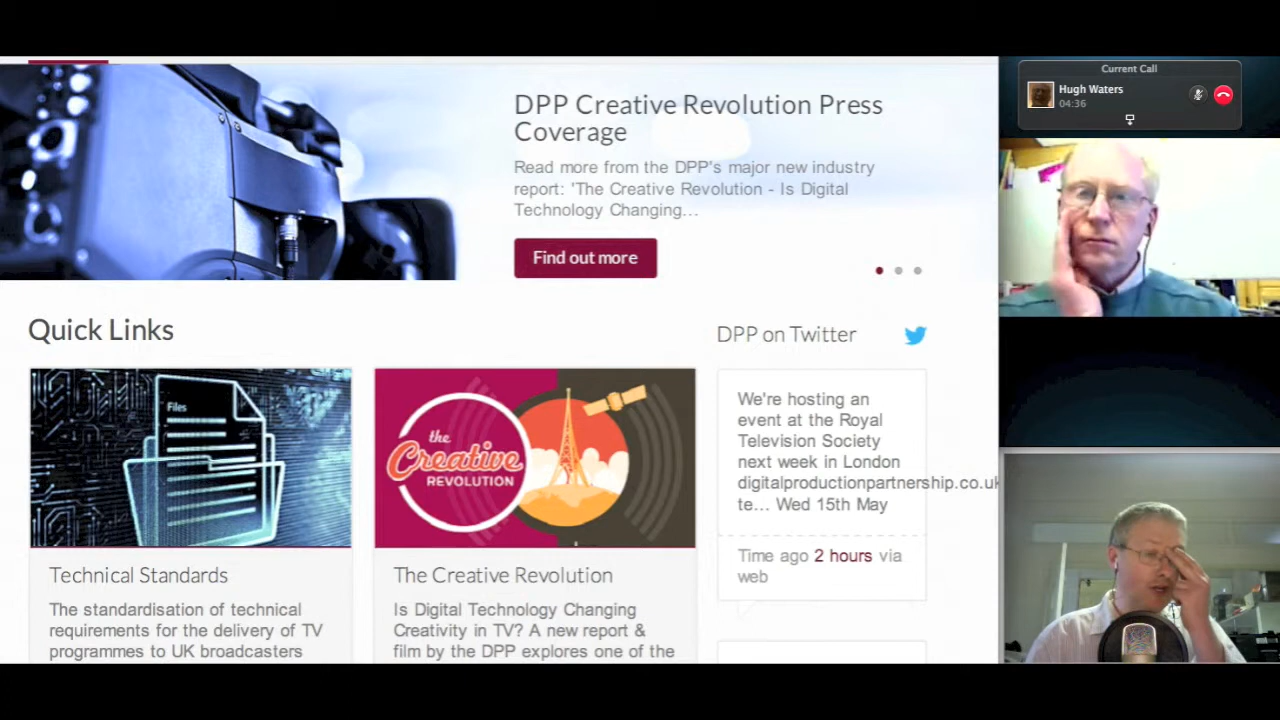 DPP Creative Revolution Press
Coverage
Read more from the DPP's major new industry
report: 'The Creative Revolution - Is Digital
Technology Changing...
Find out more
Current Call
Hugh Waters
04:36
Quick Links
DPP on Twitter
Files
the
Creative
REVOLUTION
We're hosting an
event at the Royal
Television Society
next week in London
digitalproductionpartnership.co.uk
te... Wed 15th May
Time ago 2 hours via
web
Technical Standards
The standardisation of technical
requirements for the delivery of TV
programmes to UK broadcasters
The Creative Revolution
Is Digital Technology Changing
Creativity in TV? A new report &
film by the DPP explores one of the